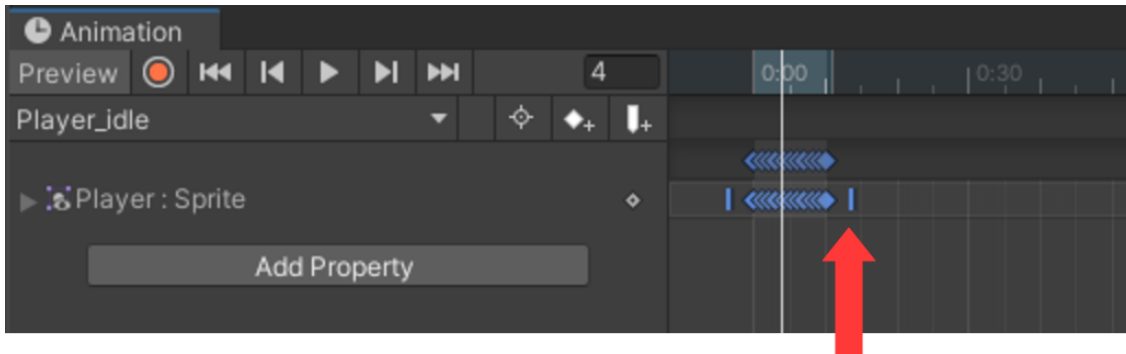 Animation
Preview 4 0:00 0:30
Player_idle
Player : Sprite
Add Property